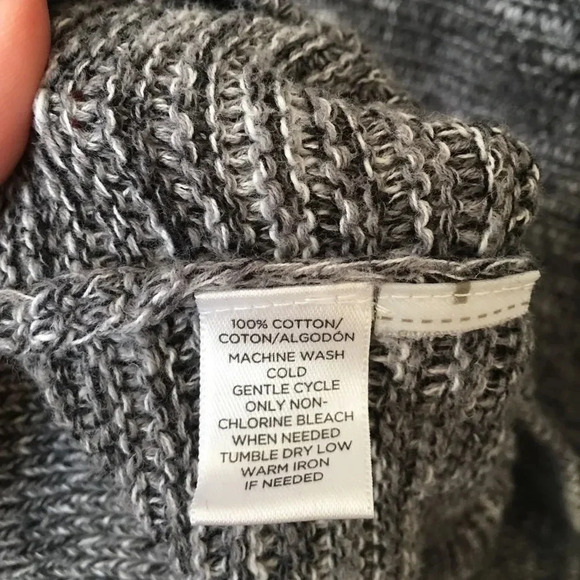 100% COTTON/
COTON/ALGODÓN
MACHINE WASH
COLD
GENTLE CYCLE
ONLY NON-
CHLORINE BLEACH
WHEN NEEDED
TUMBLE DRY LOW
WARM IRON
IF NEEDED